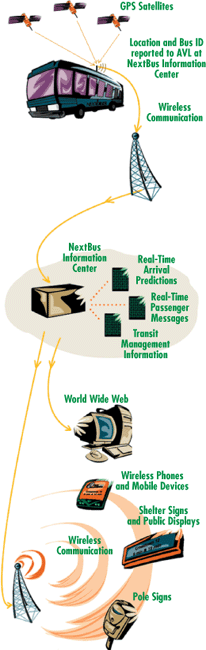 GPS Satellites
Location and Bus ID
reported to AVL at
NextBus Information
Center
Wireless
Communication
NextBus
Information
Center
Real-Time
Arrival
Predictions
Real-Time
Passenger
Messages
Transit
Management
Information
World Wide Web
Wireless Phones
and Mobile Devices
Shelter Signs
and Public Displays
Wireless
Communication
Pole Signs